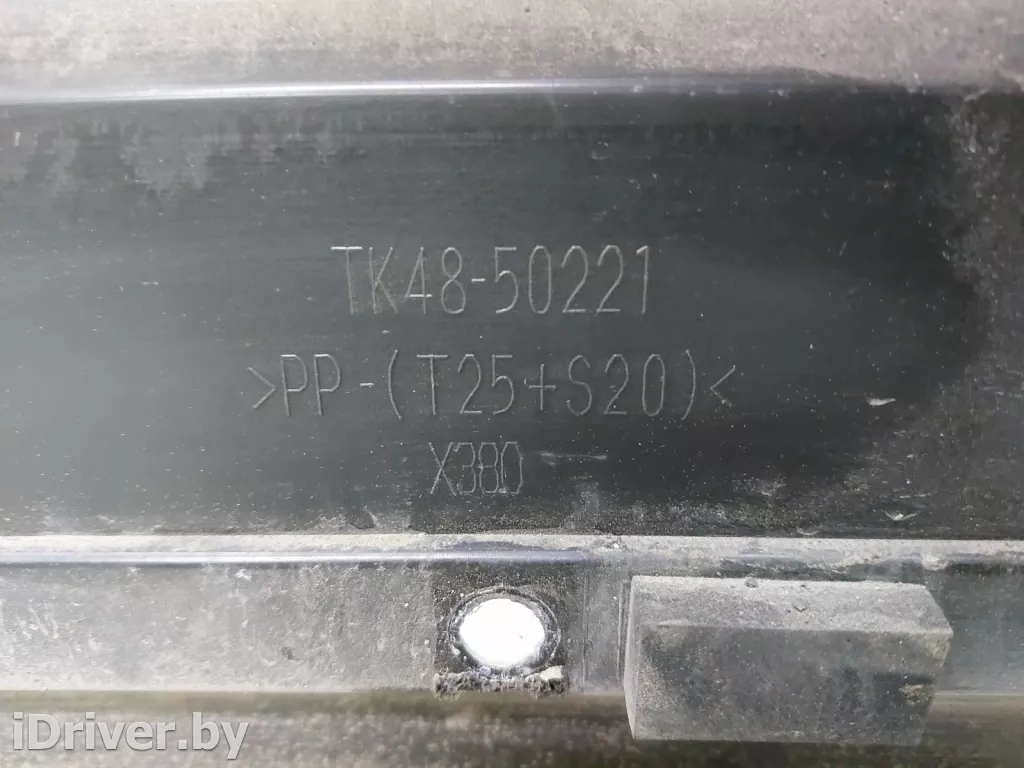 TK48-50221
>PP-(T25+S20)<
X380
iDriver.by